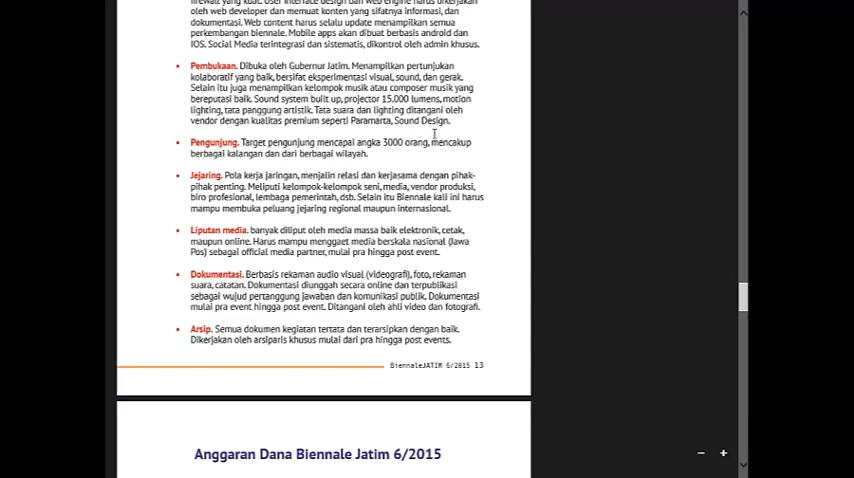 firewall yang kuat. User interface design dan web engine harus dikerjakan
oleh web developer dan memuat konten yang sifatnya informasi, dan
dokumentasi. Web content harus selalu update menampilkan semua
perkembangan biennale. Mobile apps akan dibuat berbasis android dan
IOS. Social Media terintegrasi dan sistematis, dikontrol oleh admin khusus.
• Pembukaan. Dibuka oleh Gubernur Jatim. Menampilkan pertunjukan
kolaboratif yang baik, bersifat eksperimentasi visual, sound, dan gerak.
Selain itu juga menampilkan kelompok musik atau composer musik yang
bereputasi baik. Sound system built up, projector 15.000 lumens, motion
lighting, tata panggung artistik. Tata suara dan lighting ditangani oleh
vendor dengan kualitas premium seperti Paramarta, Sound Design.
• Pengunjung. Target pengunjung mencapai angka 3000 orang, mencakup
berbagai kalangan dan dari berbagai wilayah.
• Jejaring. Pola kerja jaringan, menjalin relasi dan kerjasama dengan pihak-
pihak penting. Meliputi kelompok-kelompok seni, media, vendor produksi,
biro profesional, lembaga pemerintah, dsb. Selain itu Biennale kali ini harus
mampu membuka peluang jejaring regional maupun internasional.
• Liputan media. banyak diliput oleh media massa baik elektronik, cetak,
maupun online. Harus mampu menggaet media berskala nasional (Jawa
Pos) sebagai official media partner, mulai pra hingga post event.
• Dokumentasi. Berbasis rekaman audio visual (videografi), foto, rekaman
suara, catatan. Dokumentasi diunggah secara online dan terpublikasi
sebagai wujud pertanggung jawaban dan komunikasi publik. Dokumentasi
mulai pra event hingga post event. Ditangani oleh ahli video dan fotografi.
• Arsip. Semua dokumen kegiatan tertata dan terarsipkan dengan baik.
Dikerjakan oleh arsiparis khusus mulai dari pra hingga post events.
BiennaleJATIM 6/2015 13
Anggaran Dana Biennale Jatim 6/2015